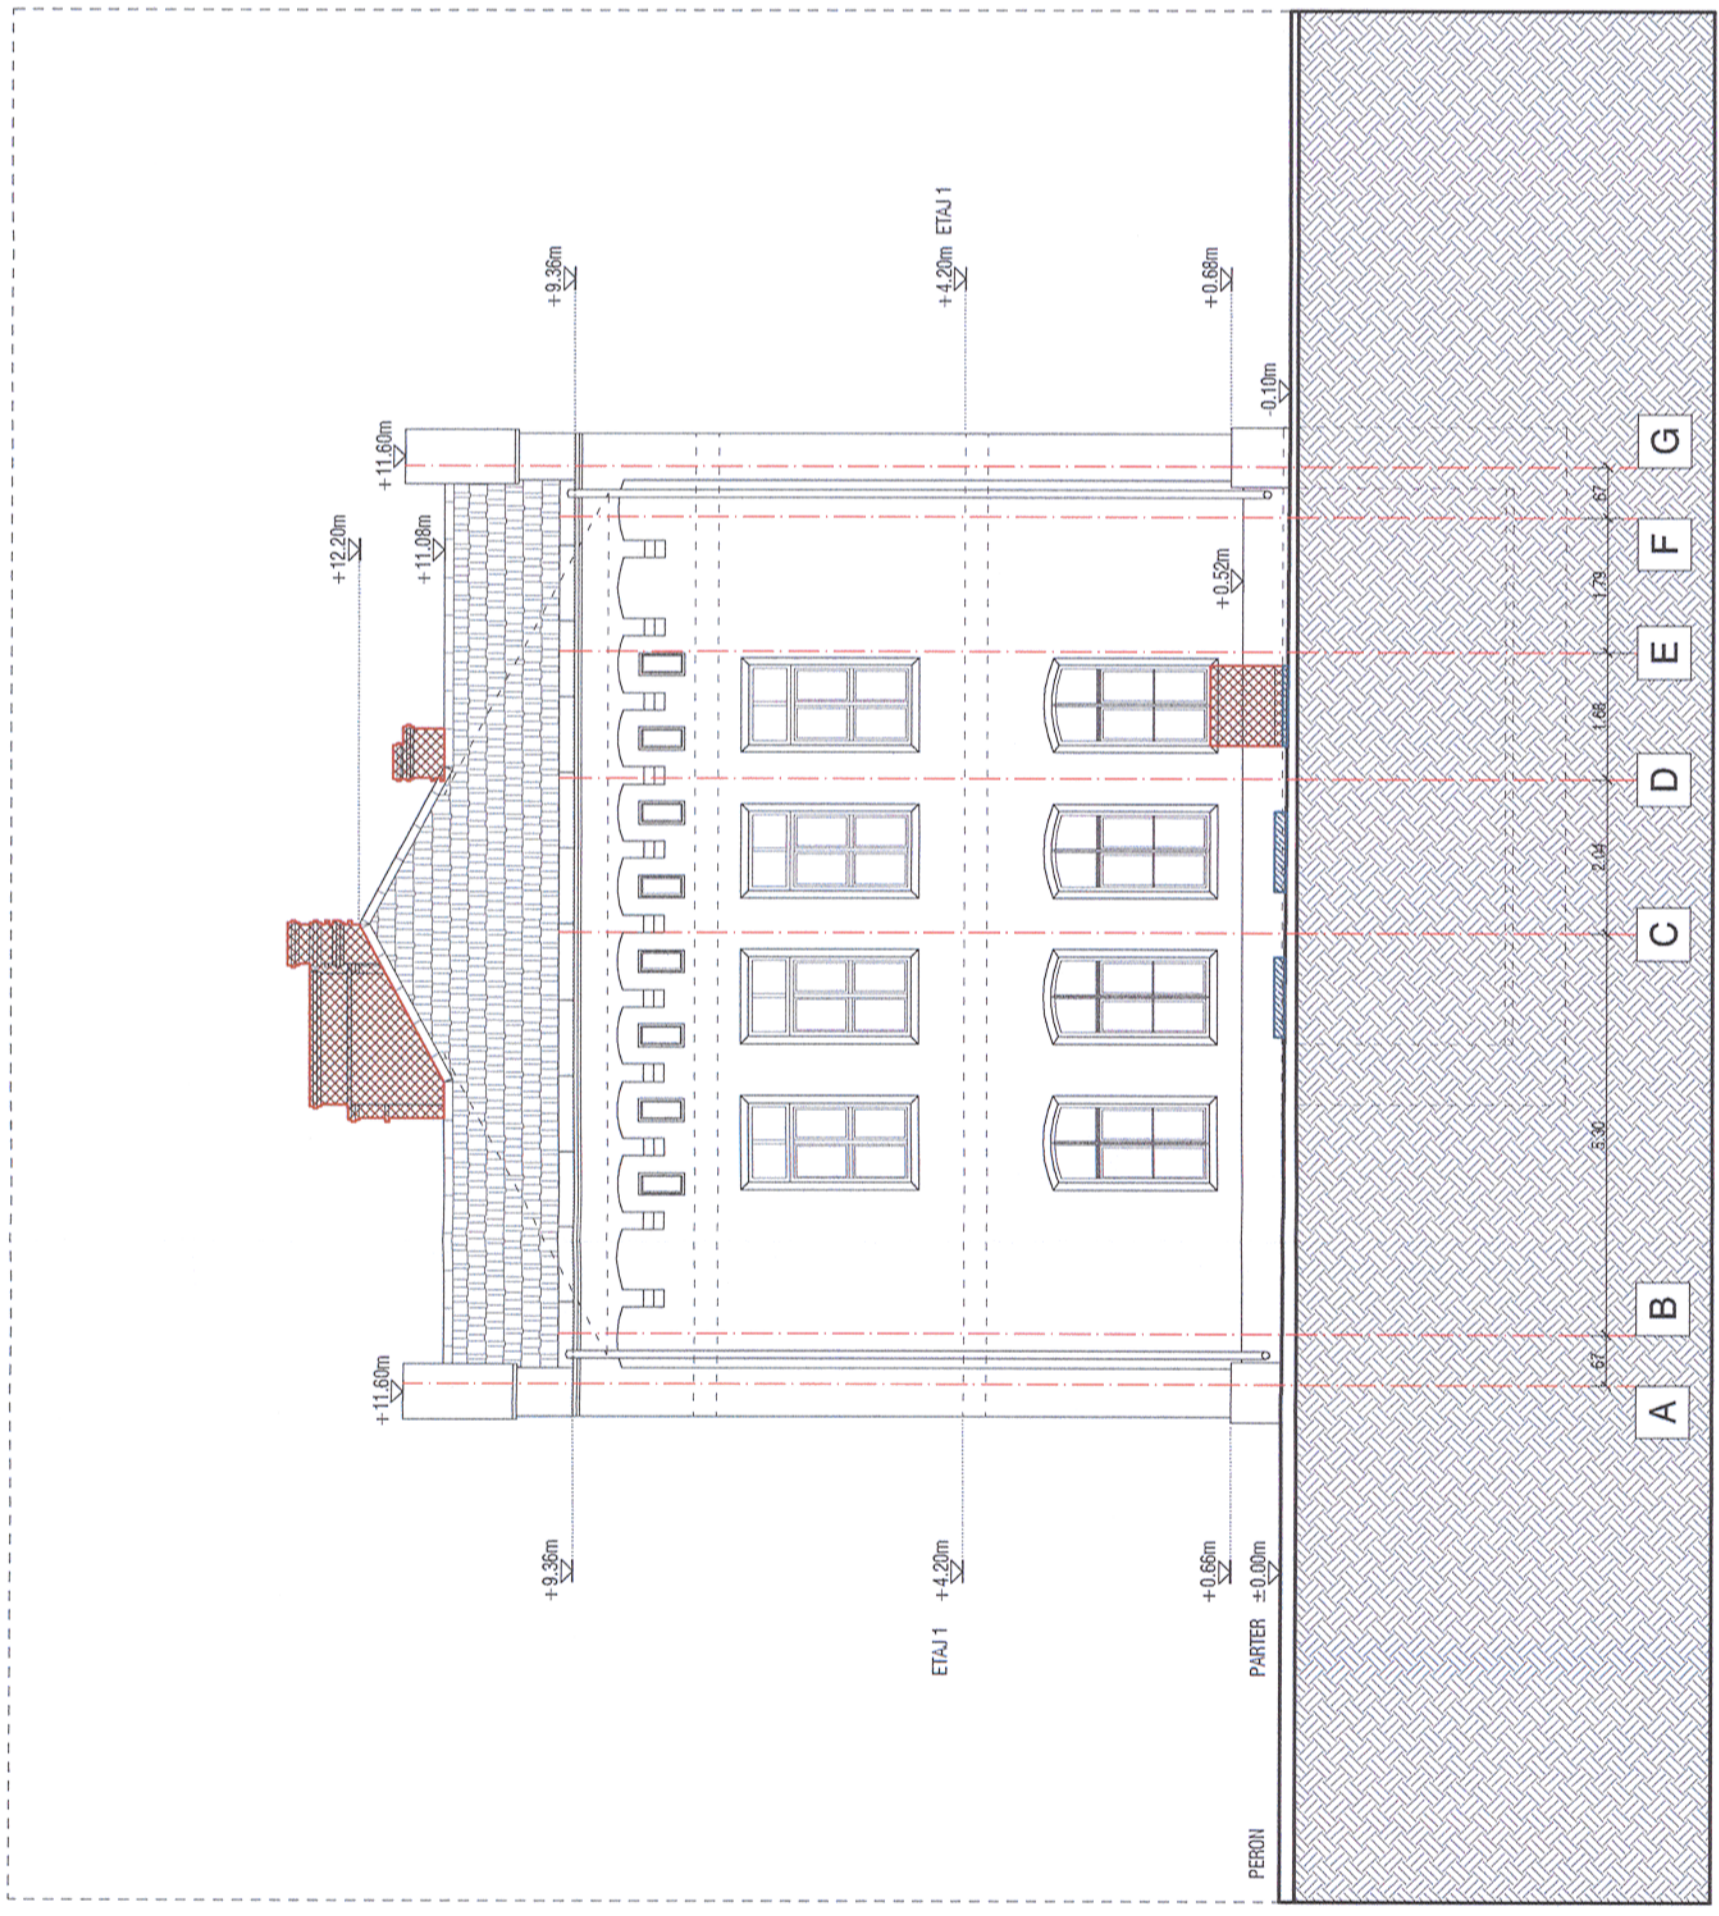 +12.20m
+11.60m
+11.60m
+11.08m
+9.36m
+9.36m
ETAJ 1
+4.20m
+4.20m
ETAJ 1
+0.66m
+0.68m
+0.52m
PERON
PARTER
±0.00m
-0.10m
.67
5.30
2.04
1.68
1.79
.67
A
B
C
D
E
F
G